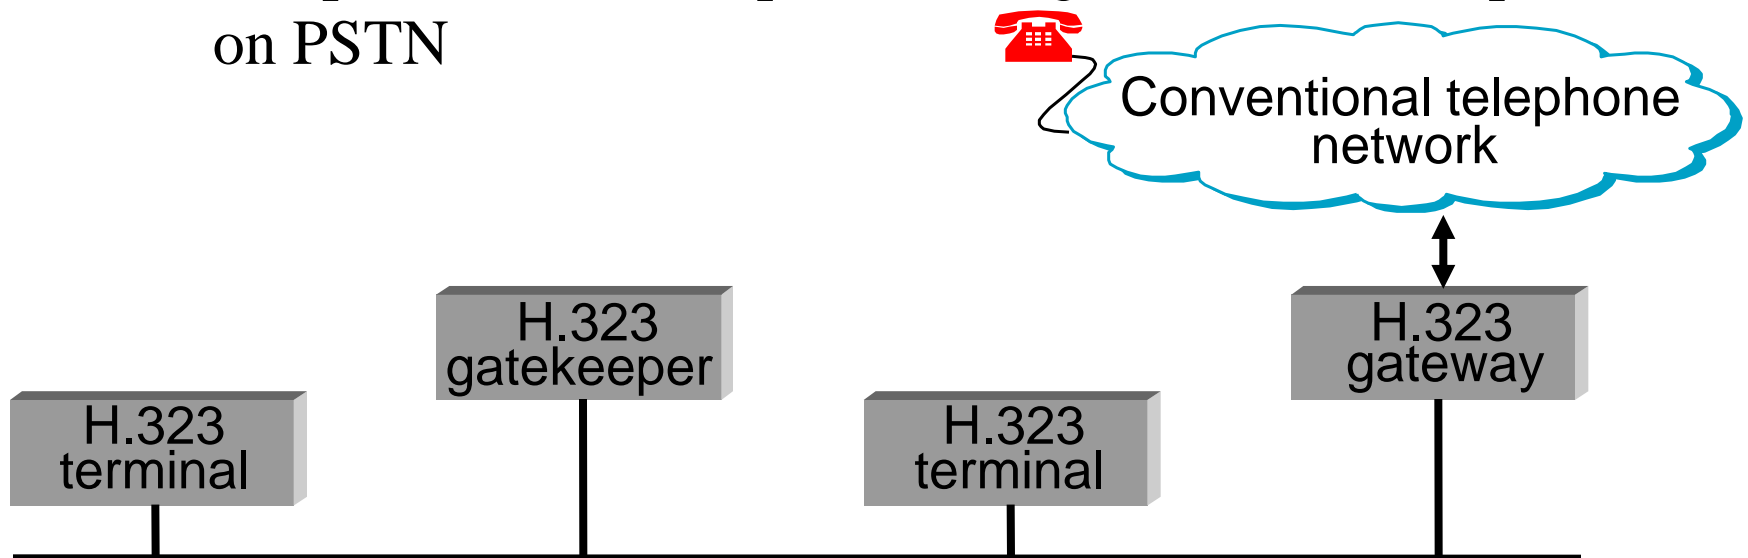 on PSTN
Conventional telephone
network
H.323
gatekeeper
H.323
gateway
H.323
terminal
H.323
terminal